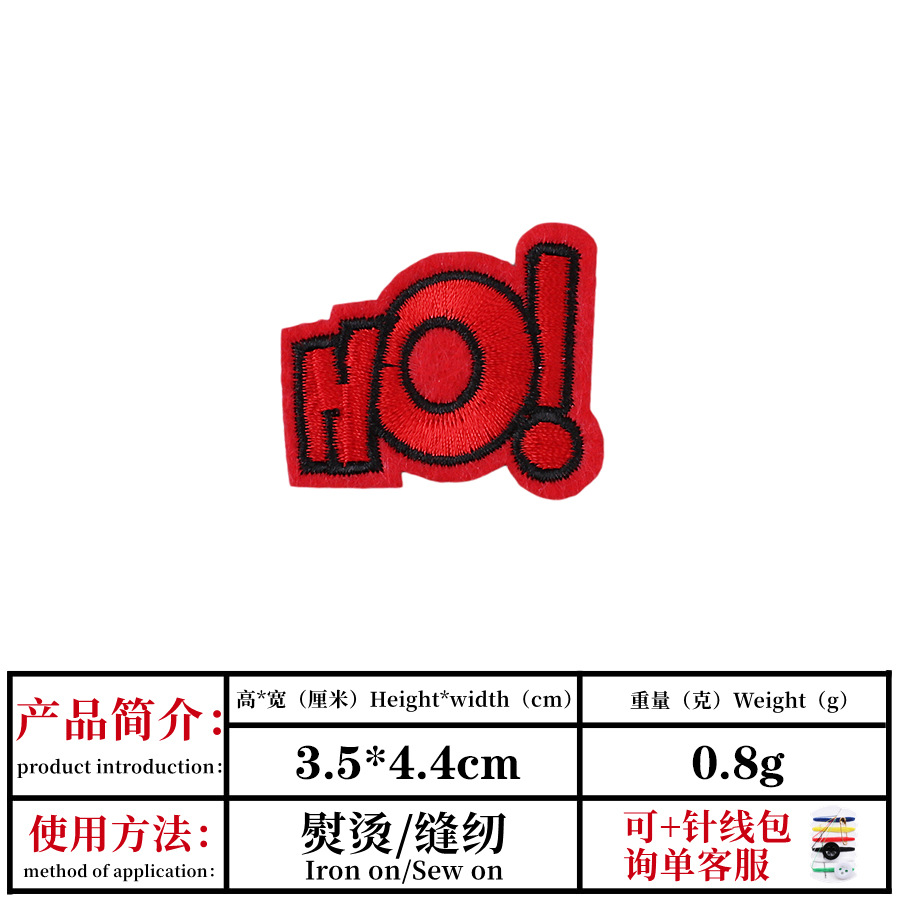 HO!
产品简介：
product introduction：
高*宽（厘米）Height*width（cm）
重量（克）Weight（g）
3.5*4.4cm
0.8g
使用方法：
method of application：
熨烫/缝纫
Iron on/Sew on
可+针线包
询单客服